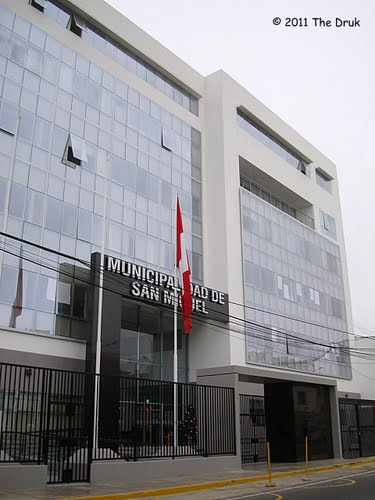 © 2011 The Druk
MUNICIPALIDAD DE
SAN MIGUEL